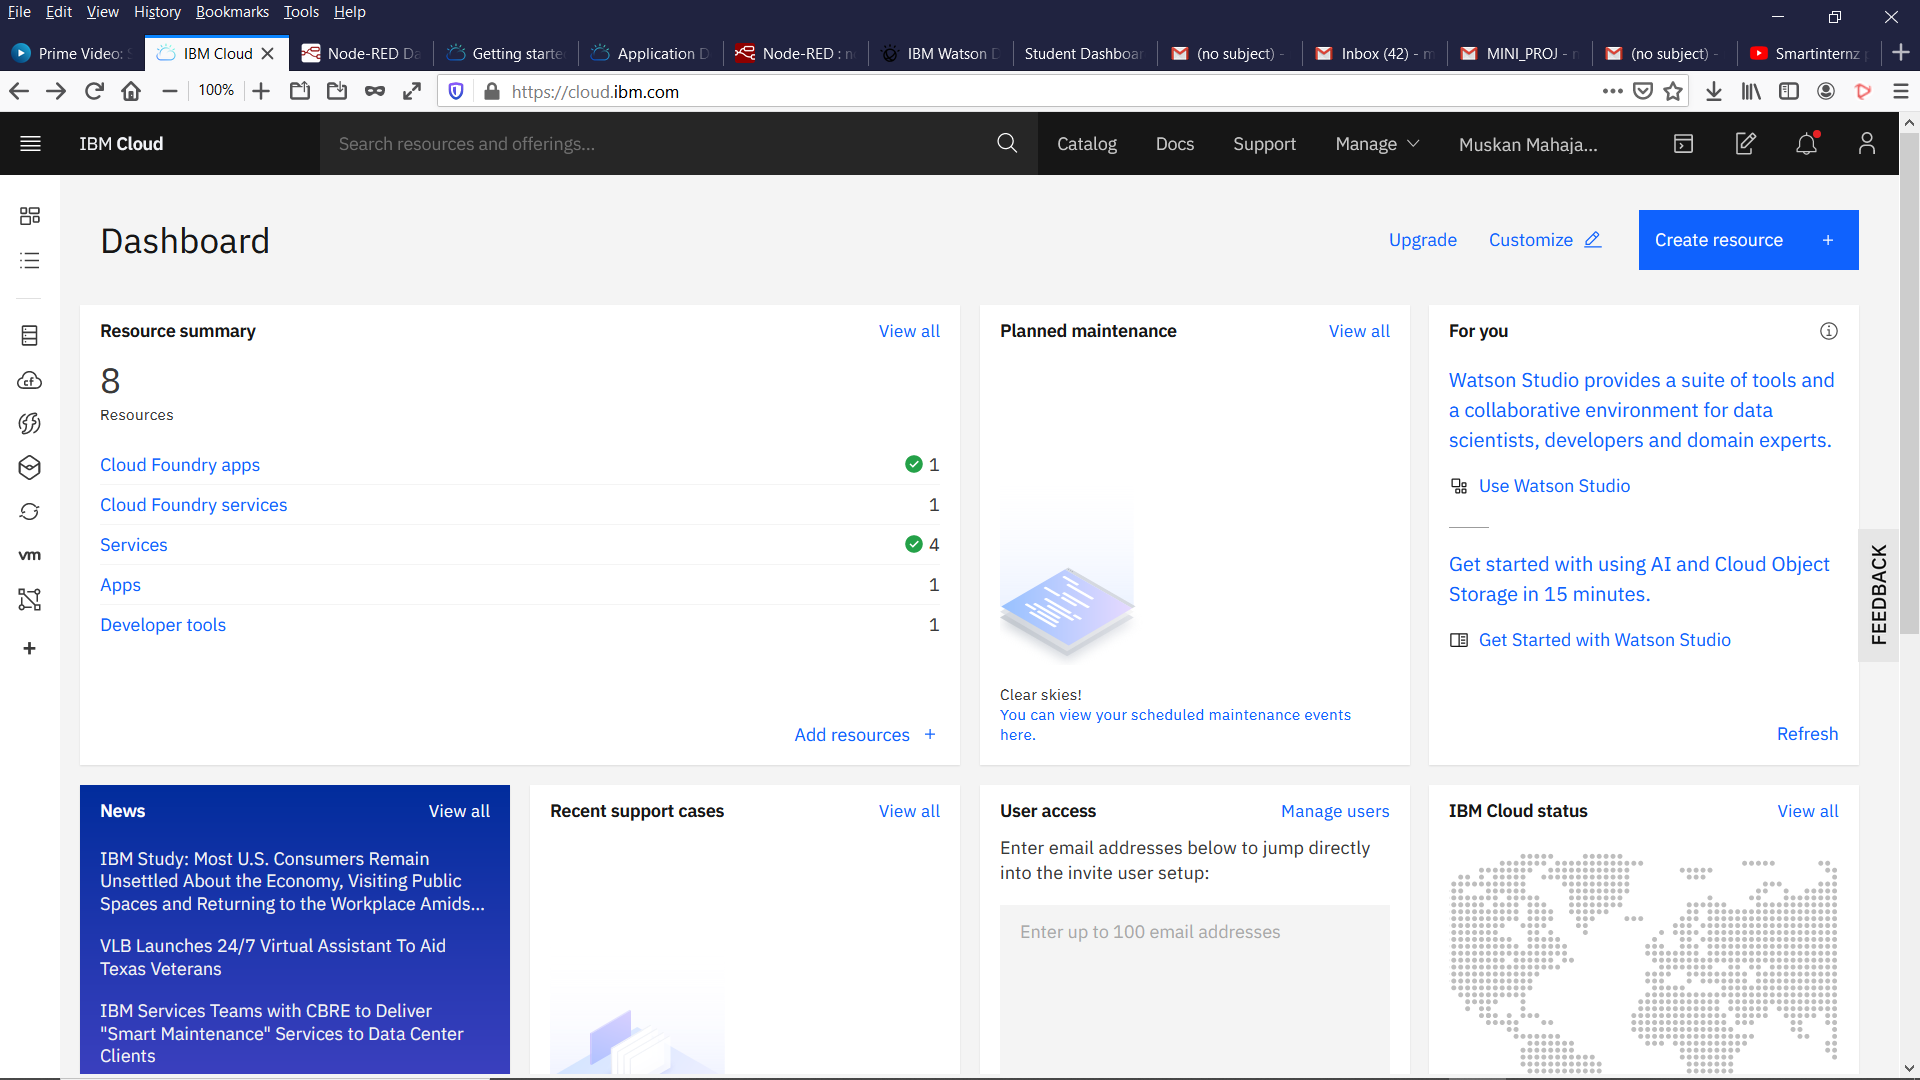 File Edit View History Bookmarks Tools Help
Prime Video: IBM Cloud Node-RED Da Getting starte Application D Node-RED : n IBM Watson D Student Dashboar (no subject) - Inbox (42) - m MINI_PROJ - (no subject) - Smartinternz
100% https://cloud.ibm.com
IBM Cloud Search resources and offerings... Catalog Docs Support Manage Muskan Mahaja...
Dashboard Upgrade Customize Create resource +
Resource summary View all
8
Resources
Cloud Foundry apps 1
Cloud Foundry services 1
Services 4
Apps 1
Developer tools 1
Add resources +
Planned maintenance View all
Clear skies!
You can view your scheduled maintenance events
here.
For you
Watson Studio provides a suite of tools and
a collaborative environment for data
scientists, developers and domain experts.
Use Watson Studio
Get started with using AI and Cloud Object
Storage in 15 minutes.
Get Started with Watson Studio
Refresh
FEEDBACK
cf
vm
+
News View all
IBM Study: Most U.S. Consumers Remain
Unsettled About the Economy, Visiting Public
Spaces and Returning to the Workplace Amids...
VLB Launches 24/7 Virtual Assistant To Aid
Texas Veterans
IBM Services Teams with CBRE to Deliver
"Smart Maintenance" Services to Data Center
Clients
Recent support cases View all
User access Manage users
Enter email addresses below to jump directly
into the invite user setup:
Enter up to 100 email addresses
IBM Cloud status View all